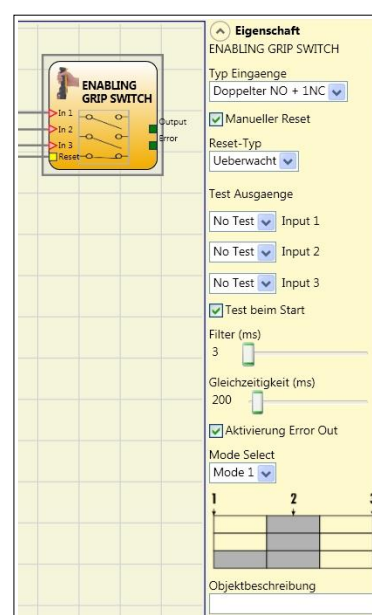 ENABLING
GRIP SWITCH
In 1
In 2
In 3
Reset
Output
Error
Eigenschaft
ENABLING GRIP SWITCH
Typ Eingaenge
Doppelter NO + 1NC
Manueller Reset
Reset-Typ
Ueberwacht
Test Ausgaenge
No Test Input 1
No Test Input 2
No Test Input 3
Test beim Start
Filter (ms)
3
Gleichzeitigkeit (ms)
200
Aktivierung Error Out
Mode Select
Mode 1
1 2 3
Objektbeschreibung